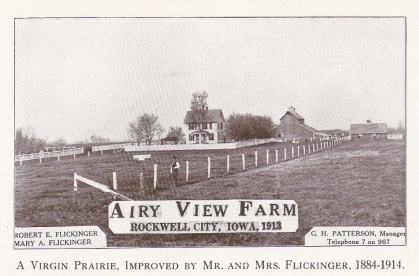 AIRY VIEW FARM
ROCKWELL CITY, IOWA, 1913
ROBERT E. FLICKINGER
MARY A. FLICKINGER
G. H. PATTERSON, Manager
Telephone 7 on 967
A VIRGIN PRAIRIE, IMPROVED BY MR. AND MRS. FLICKINGER, 1884-1914.